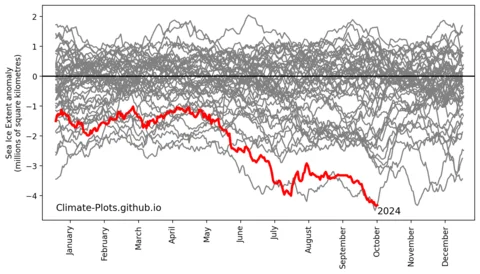 Sea Ice Extent anomaly
(millions of square kilometres)
2
1
0
−1
−2
−3
−4
Climate-Plots.github.io
2024
January
February
March
April
May
June
July
August
September
October
November
December